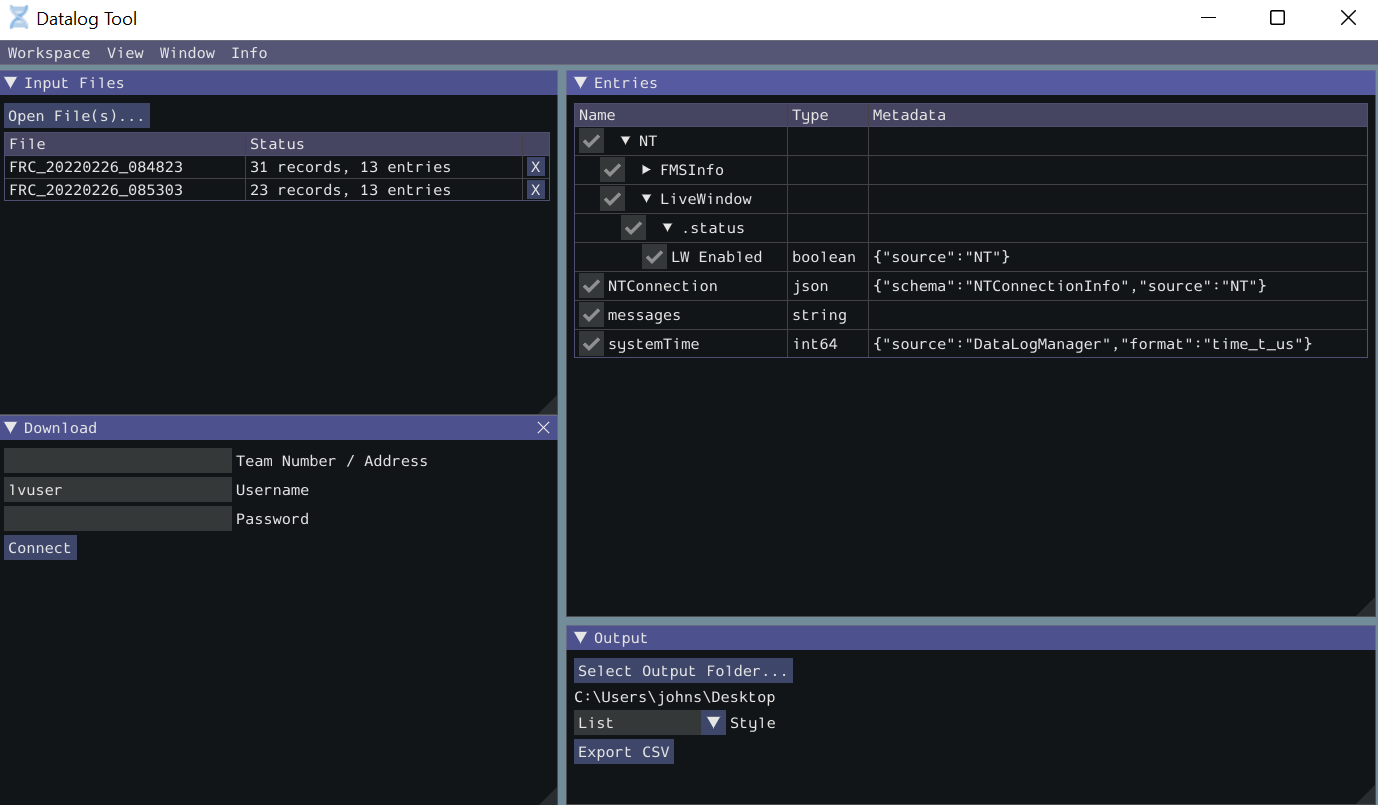 Datalog Tool
Workspace View Window Info
Input Files
Open File(s)...
File Status
FRC_20220226_084823 31 records, 13 entries X
FRC_20220226_085303 23 records, 13 entries X
Download
Team Number / Address
lvuser Username
Password
Connect
Entries
Name Type Metadata
NT
FMSInfo
LiveWindow
.status
LW Enabled boolean {"source":"NT"}
NTConnection json {"schema":"NTConnectionInfo","source":"NT"}
messages string
systemTime int64 {"source":"DataLogManager","format":"time_t_us"}
Output
Select Output Folder...
C:\Users\johns\Desktop
List Style
Export CSV